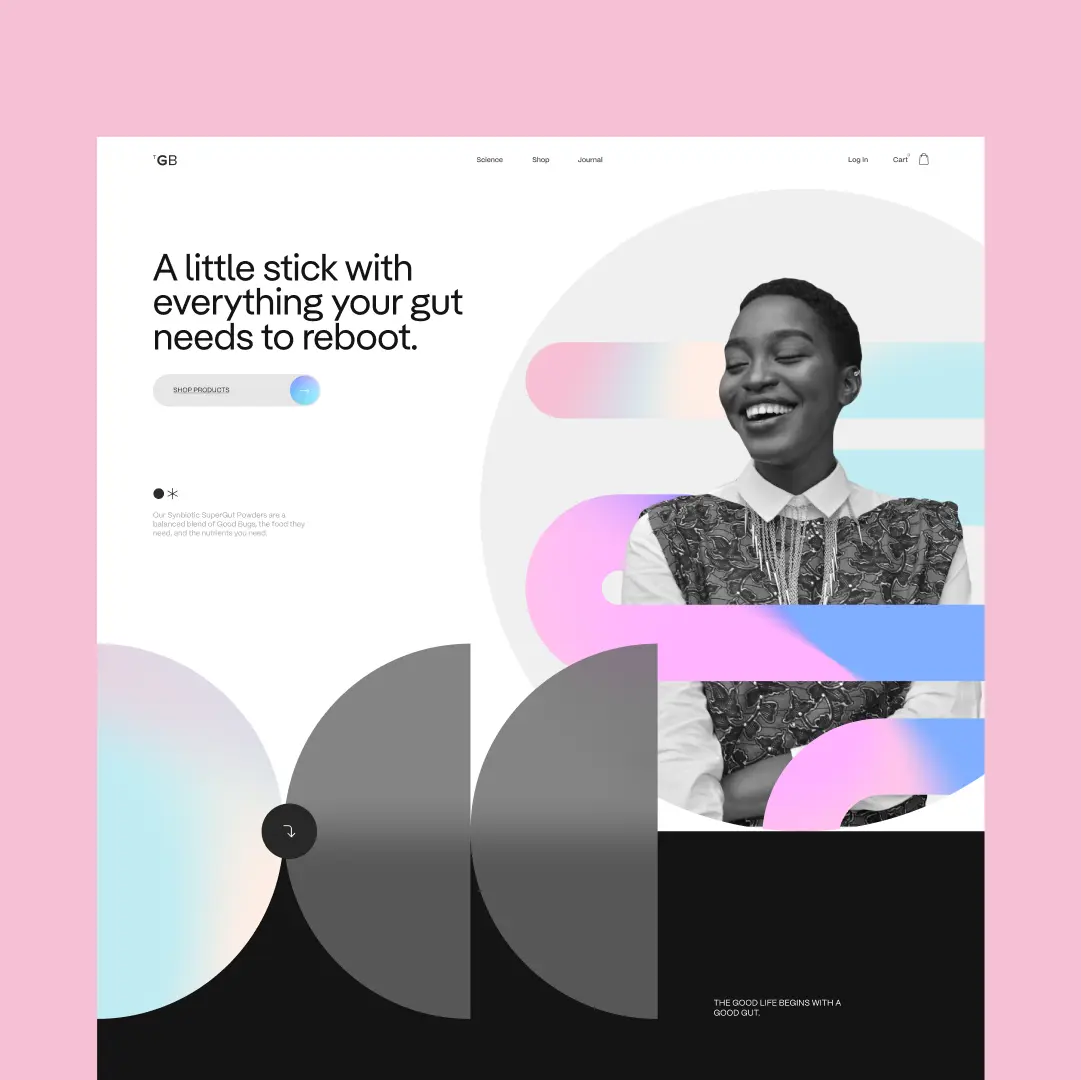 TGB
Science
Shop
Journal
Log In
Cart
A little stick with
everything your gut
needs to reboot.
SHOP PRODUCTS
Our Synbiotic SuperGut Powders are a
balanced blend of Good Bugs, the food they
need, and the nutrients you need.
THE GOOD LIFE BEGINS WITH A
GOOD GUT.